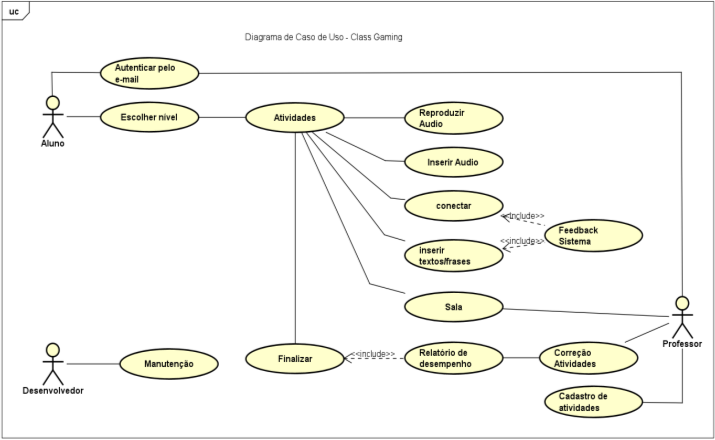 uc
Diagrama de Caso de Uso - Class Gaming
Autenticar pelo
e-mail
Aluno
Escolher nível
Atividades
Reproduzir
Audio
Inserir Audio
conectar
<<include>>
Feedback
Sistema
<<include>>
inserir
textos/frases
Sala
Professor
Desenvolvedor
Manutenção
Finalizar
<<include>>
Relatório de
desempenho
Correção
Atividades
Cadastro de
atividades